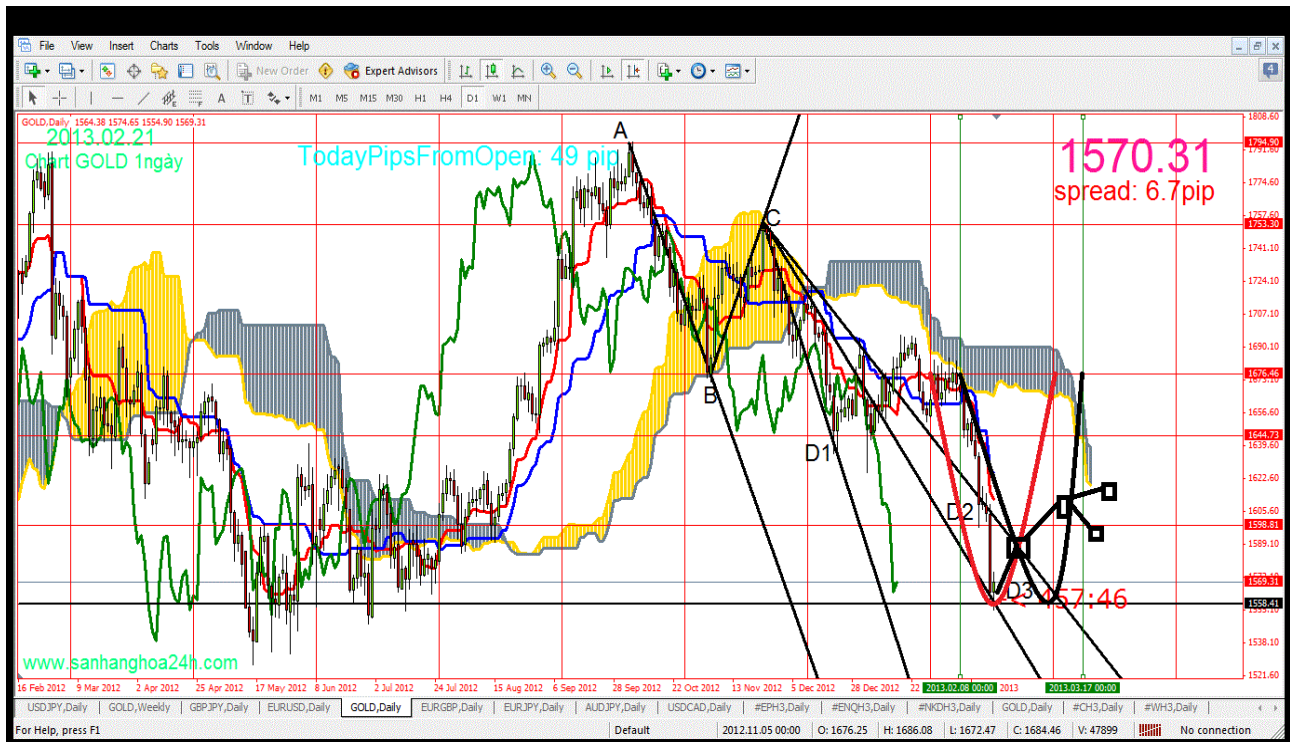 File View Insert Charts Tools Window Help
New Order Expert Advisors 4
A T M1 M5 M15 M30 H1 H4 D1 W1 MN
GOLD,Daily 1564.38 1574.65 1554.90 1569.31
2013.02.21
Chart GOLD 1ngày
TodayPipsFromOpen: 49 pip
1570.31
spread: 6.7pip
A
B
C
D1
D2
D3
<--457:46
1808.60
1794.90
1774.60
1753.30
1741.10
1724.10
1707.10
1690.10
1676.46
1656.60
1644.73
1639.60
1622.60
1605.60
1598.81
1589.10
1569.31
1558.41
1538.10
1521.60
www.sanhanghoa24h.com
16 Feb 2012 9 Mar 2012 2 Apr 2012 25 Apr 2012 17 May 2012 8 Jun 2012 2 Jul 2012 24 Jul 2012 15 Aug 2012 6 Sep 2012 28 Sep 2012 22 Oct 2012 13 Nov 2012 5 Dec 2012 28 Dec 2012 22 2013.02.08 00:00 2013 2013.03.17 00:00
USDJPY,Daily GOLD,Weekly GBPJPY,Daily EURUSD,Daily GOLD,Daily EURGBP,Daily EURJPY,Daily AUDJPY,Daily USDCAD,Daily #EPH3,Daily #ENQH3,Daily #NKDH3,Daily GOLD,Daily #CH3,Daily #WH3,Daily
For Help, press F1 Default 2012.11.05 00:00 O: 1676.25 H: 1686.08 L: 1672.47 C: 1684.46 V: 47899 No connection